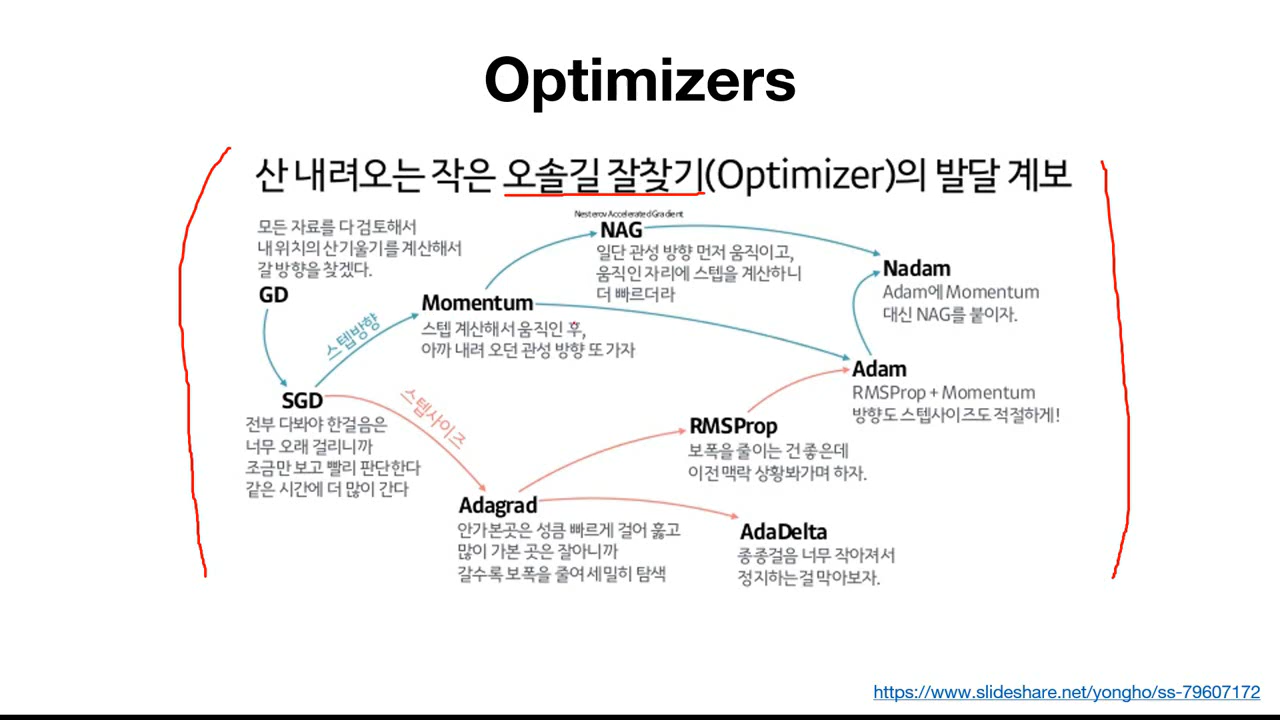 Optimizers
산 내려오는 작은 오솔길 잘찾기(Optimizer)의 발달 계보
모든 자료를 다 검토해서
내 위치의 산기울기를 계산해서
갈 방향을 찾겠다.
GD
스텝방향
SGD
전부 다봐야 한걸음은
너무 오래 걸리니까
조금만 보고 빨리 판단한다
같은 시간에 더 많이 간다
Momentum
스텝 계산해서 움직인 후,
아까 내려 오던 관성 방향 또 가자
Nesterov Accelerated Gradient
NAG
일단 관성 방향 먼저 움직이고,
움직인 자리에 스텝을 계산하니
더 빠르더라
Nadam
Adam에 Momentum
대신 NAG를 붙이자.
Adam
RMSProp + Momentum
방향도 스텝사이즈도 적절하게!
스텝사이즈
RMSProp
보폭을 줄이는 건 좋은데
이전 맥락 상황봐가며 하자.
Adagrad
안가본곳은 성큼 빠르게 걸어 훓고
많이 가본 곳은 잘아니까
갈수록 보폭을 줄여 세밀히 탐색
AdaDelta
종종걸음 너무 작아져서
정지하는걸 막아보자.
https://www.slideshare.net/yongho/ss-79607172